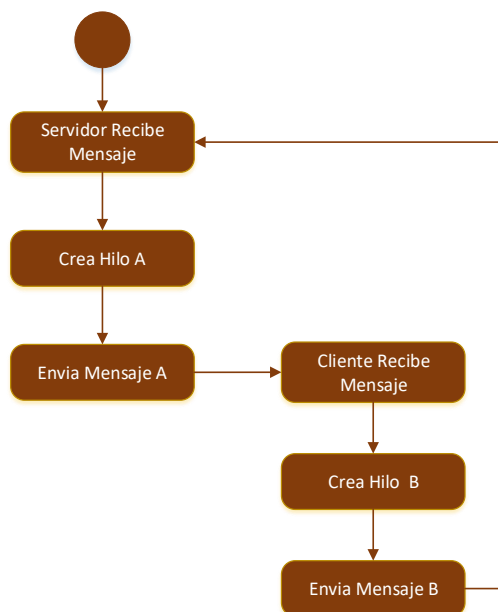 Servidor Recibe
Mensaje
Crea Hilo A
Envia Mensaje A
Cliente Recibe
Mensaje
Crea Hilo  B
Envia Mensaje B